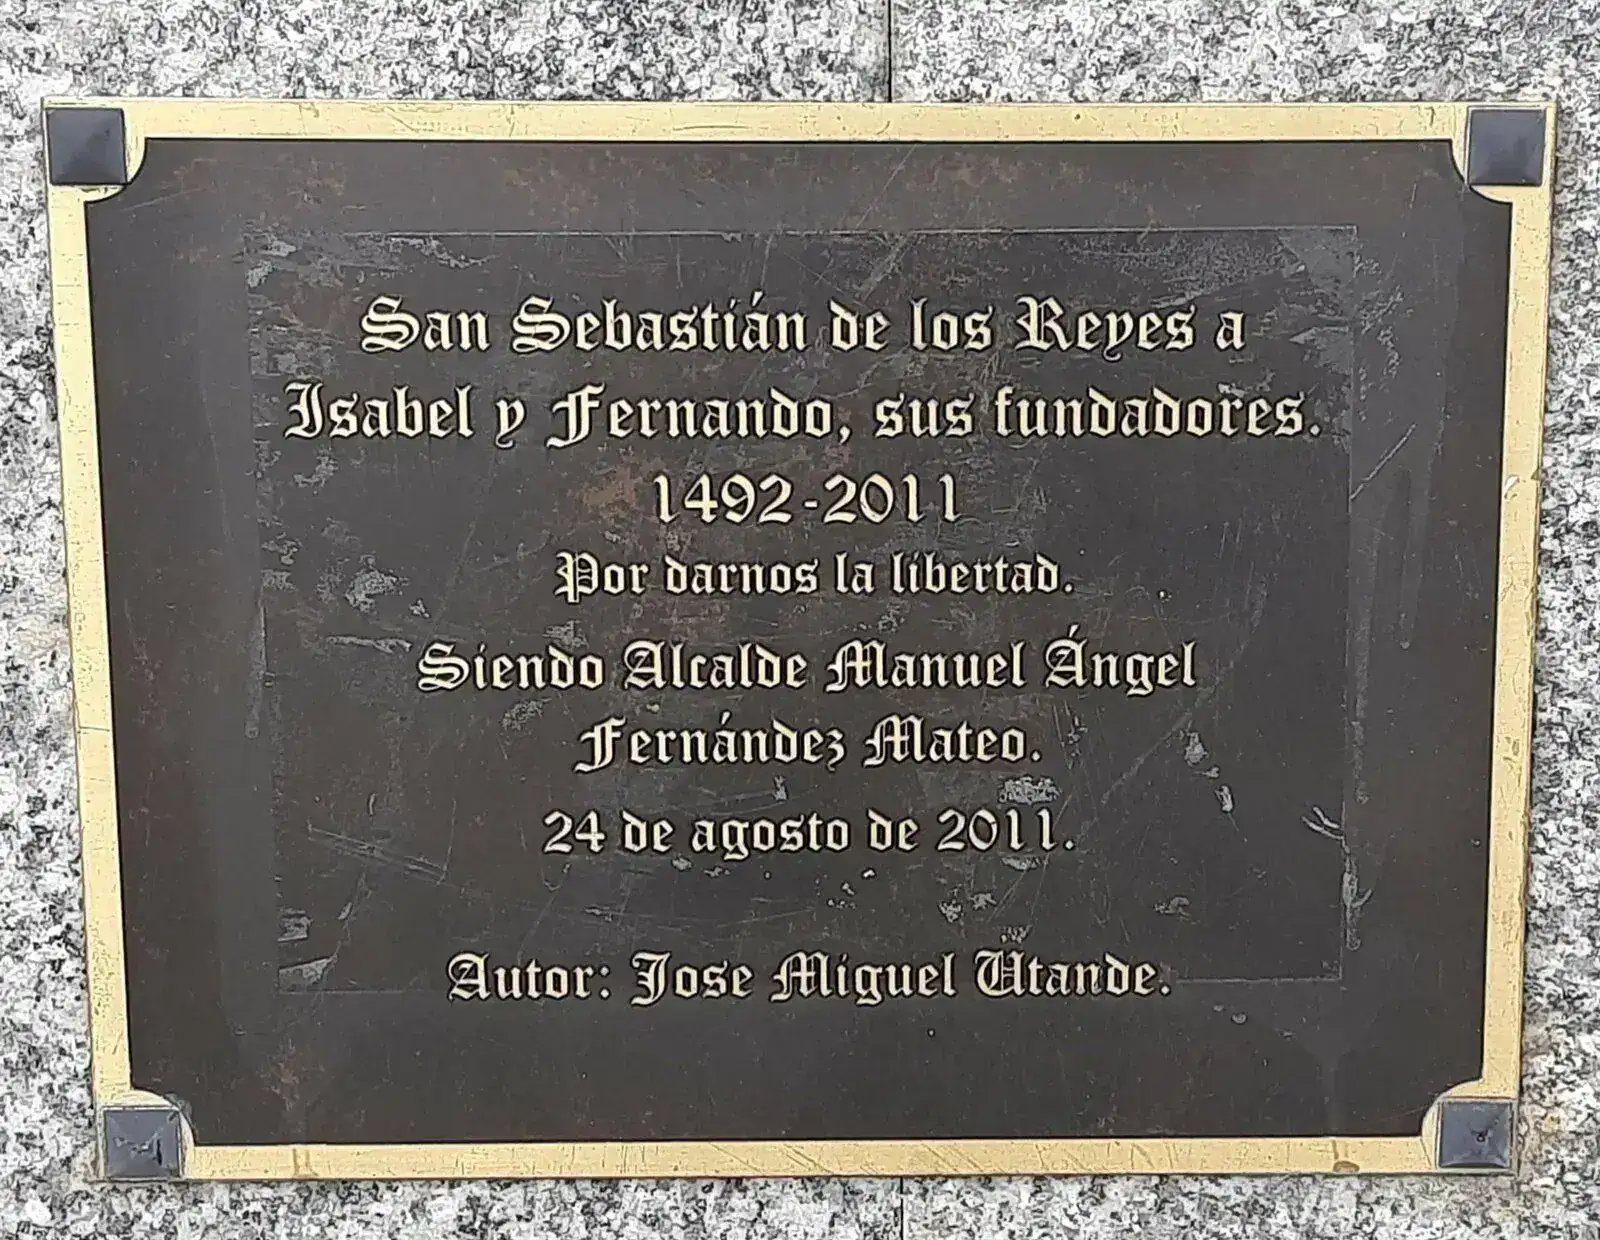 San Sebastián de los Reyes a
Isabel y Fernando, sus fundadores.
1492-2011
Por darnos la libertad.
Siendo Alcalde Manuel Ángel
Fernández Mateo.
24 de agosto de 2011.
Autor: Jose Miguel Utande.